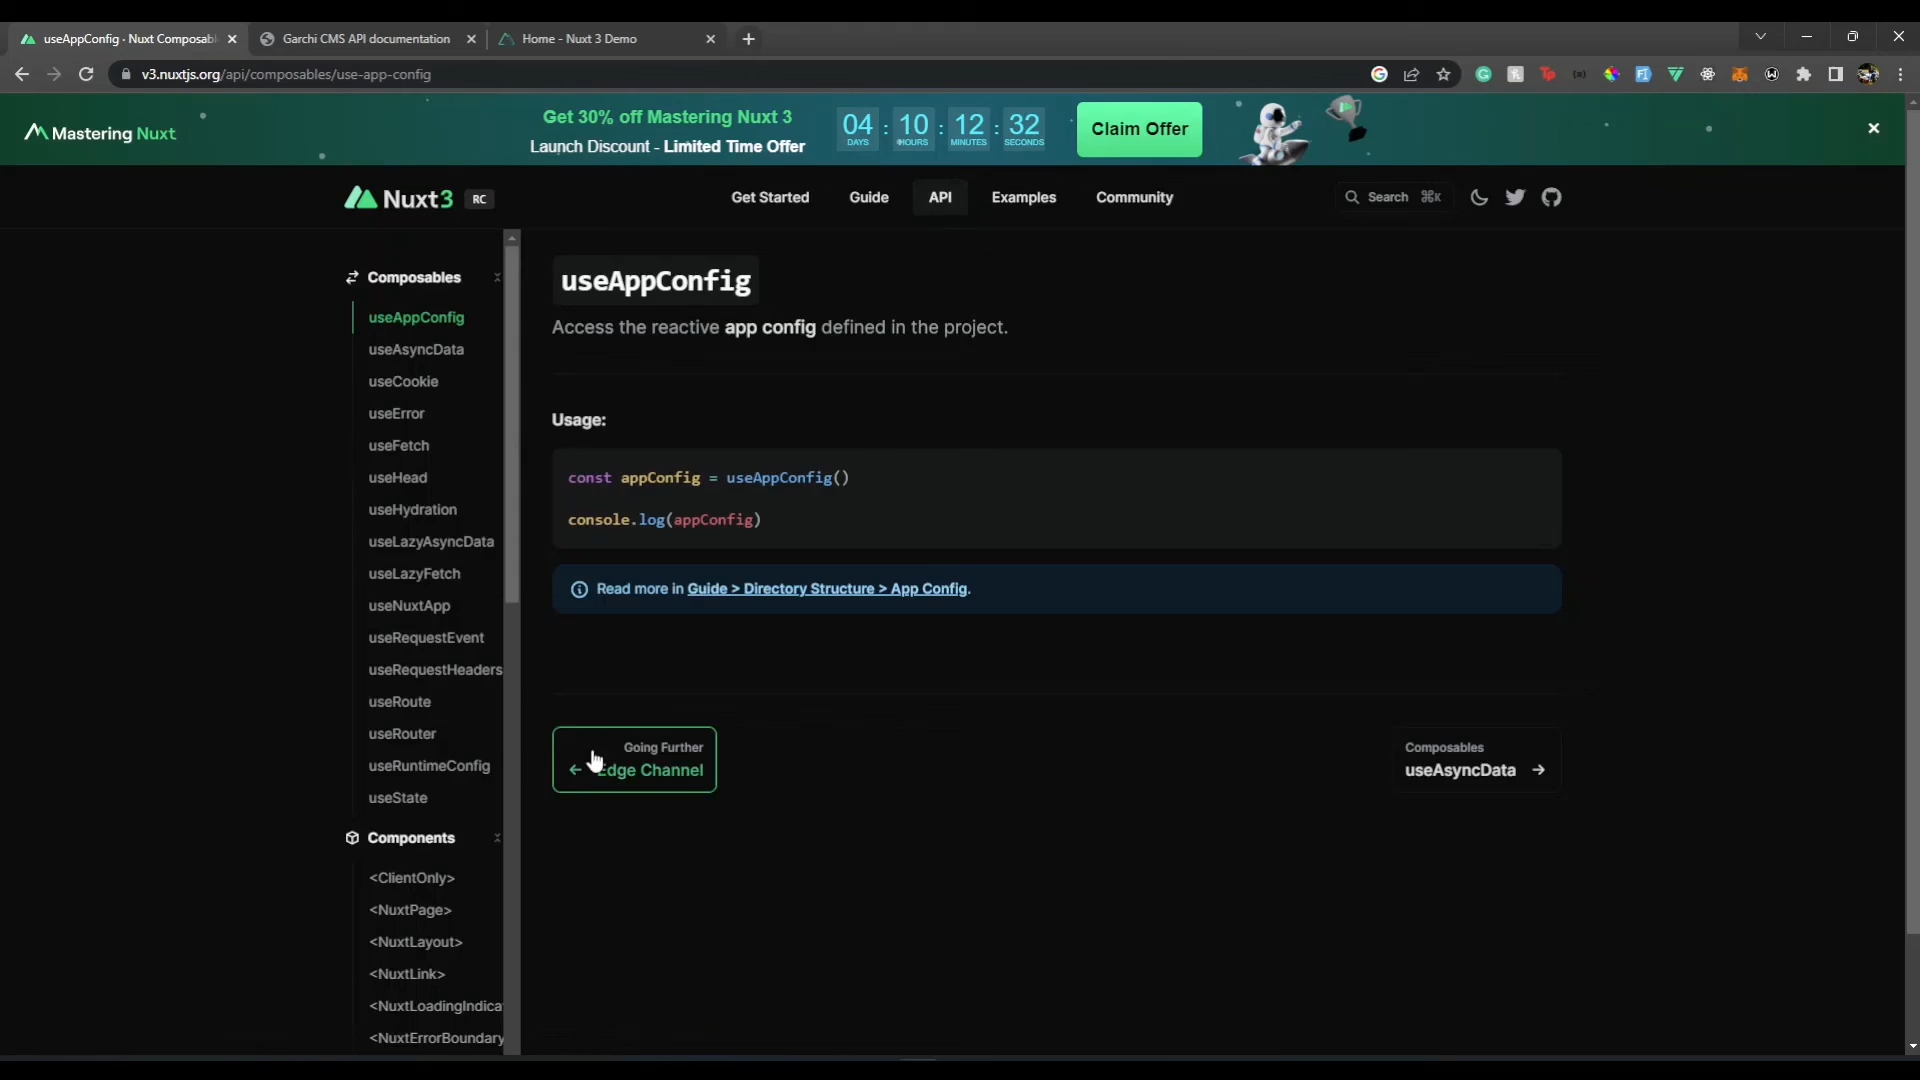 useAppConfig · Nuxt Composab
Garchi CMS API documentation
Home - Nuxt 3 Demo
v3.nuxtjs.org/api/composables/use-app-config
Mastering Nuxt
Get 30% off Mastering Nuxt 3
Launch Discount - Limited Time Offer
04 : 10 : 12 : 32
DAYS HOURS MINUTES SECONDS
Claim Offer
Nuxt3 RC
Get Started
Guide
API
Examples
Community
Search ⌘K
Composables
useAppConfig
useAsyncData
useCookie
useError
useFetch
useHead
useHydration
useLazyAsyncData
useLazyFetch
useNuxtApp
useRequestEvent
useRequestHeaders
useRoute
useRouter
useRuntimeConfig
useState
Components
<ClientOnly>
<NuxtPage>
<NuxtLayout>
<NuxtLink>
<NuxtLoadingIndica
<NuxtErrorBoundary
useAppConfig
Access the reactive app config defined in the project.
Usage:
const appConfig = useAppConfig()
console.log(appConfig)
Read more in Guide > Directory Structure > App Config.
Going Further
Edge Channel
Composables
useAsyncData